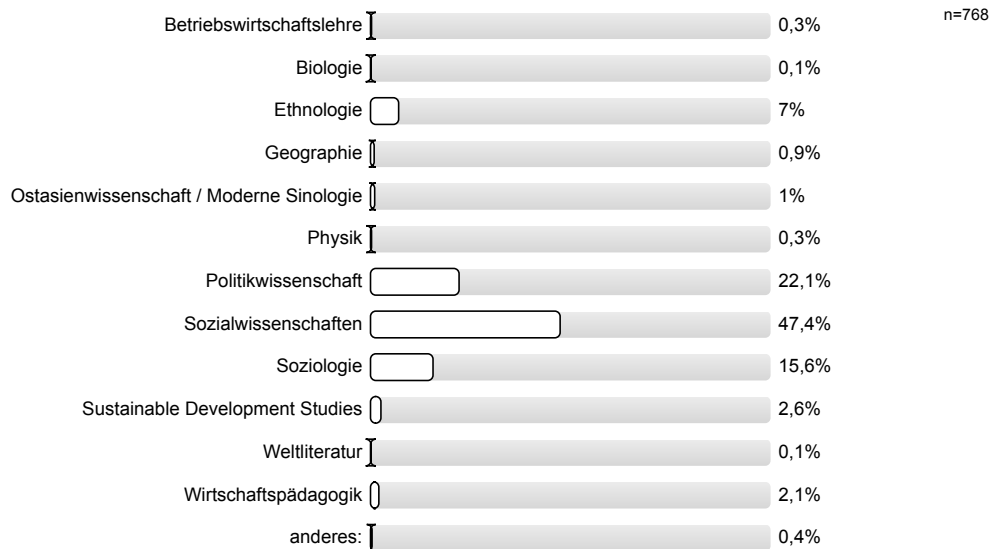 n=768
Betriebswirtschaftslehre 0,3%
Biologie 0,1%
Ethnologie 7%
Geographie 0,9%
Ostasienwissenschaft / Moderne Sinologie 1%
Physik 0,3%
Politikwissenschaft 22,1%
Sozialwissenschaften 47,4%
Soziologie 15,6%
Sustainable Development Studies 2,6%
Weltliteratur 0,1%
Wirtschaftspädagogik 2,1%
anderes: 0,4%